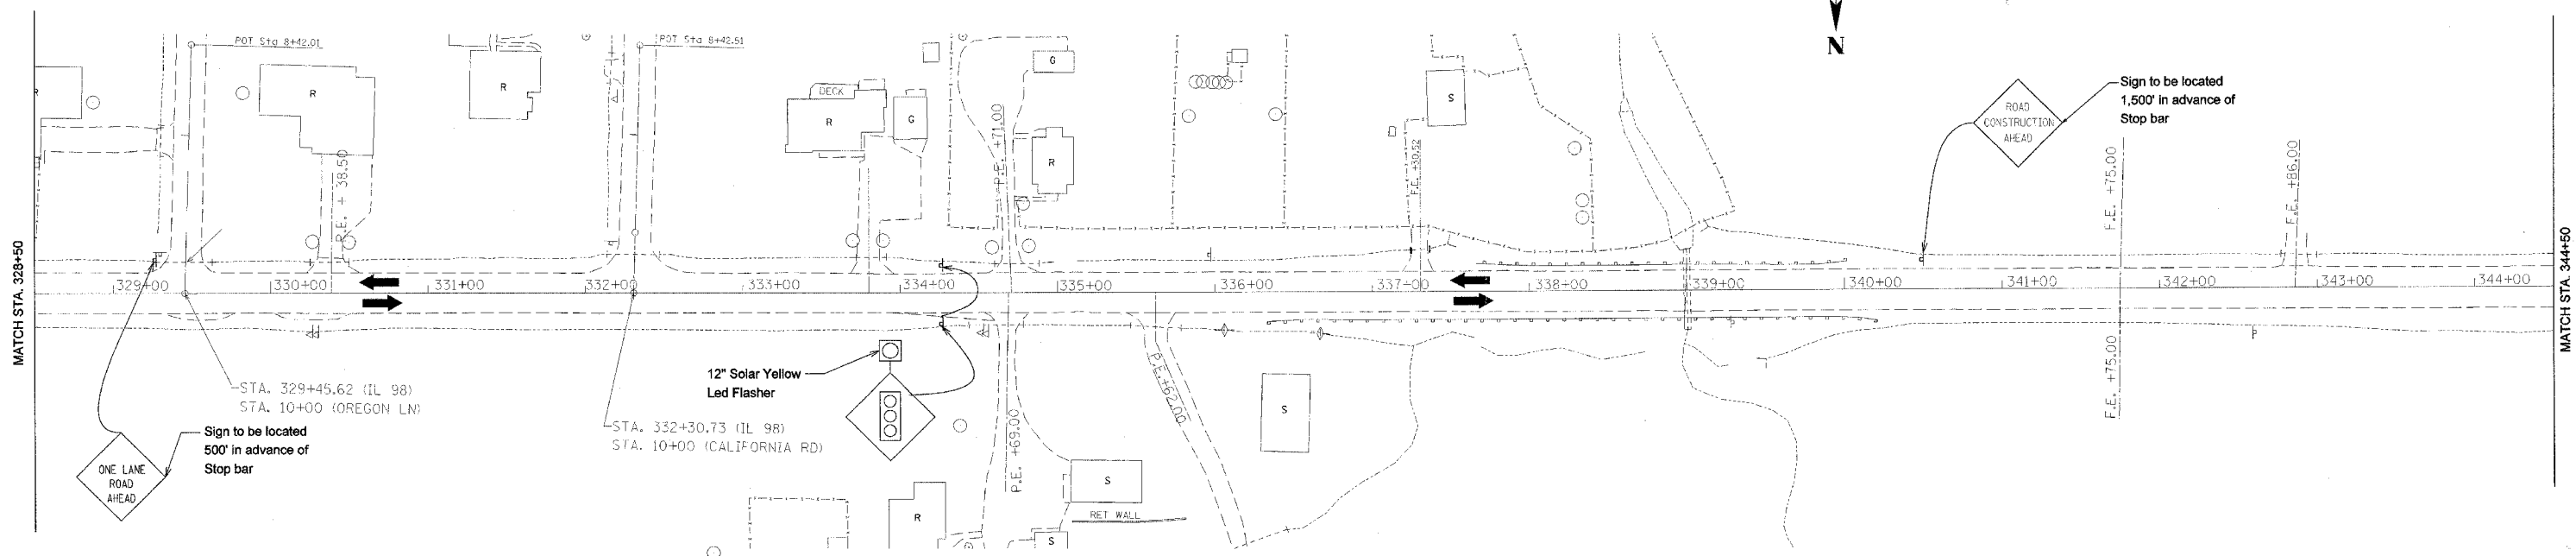 MATCH STA. 328+50
POT Sta 8+42.01
POT Sta 8+42.51
N
R
R
R
DECK
R
G
G
R
S
P.E. + 38.50
P.E. +71.00
P.E. +30.52
ROAD
CONSTRUCTION
AHEAD
Sign to be located
1,500' in advance of
Stop bar
F.E. +75.00
F.E. +86.00
329+00
330+00
331+00
332+00
333+00
334+00
335+00
336+00
337+00
338+00
339+00
340+00
341+00
342+00
343+00
344+00
MATCH STA. 344+50
STA. 329+45.62 (IL 98)
STA. 10+00 (OREGON LN)
ONE LANE
ROAD
AHEAD
Sign to be located
500' in advance of
Stop bar
STA. 332+30.73 (IL 98)
STA. 10+00 (CALIFORNIA RD)
12" Solar Yellow
Led Flasher
P.E. +69.00
P.E. +62.00
F.E. +75.00
S
S
RET WALL
R
S